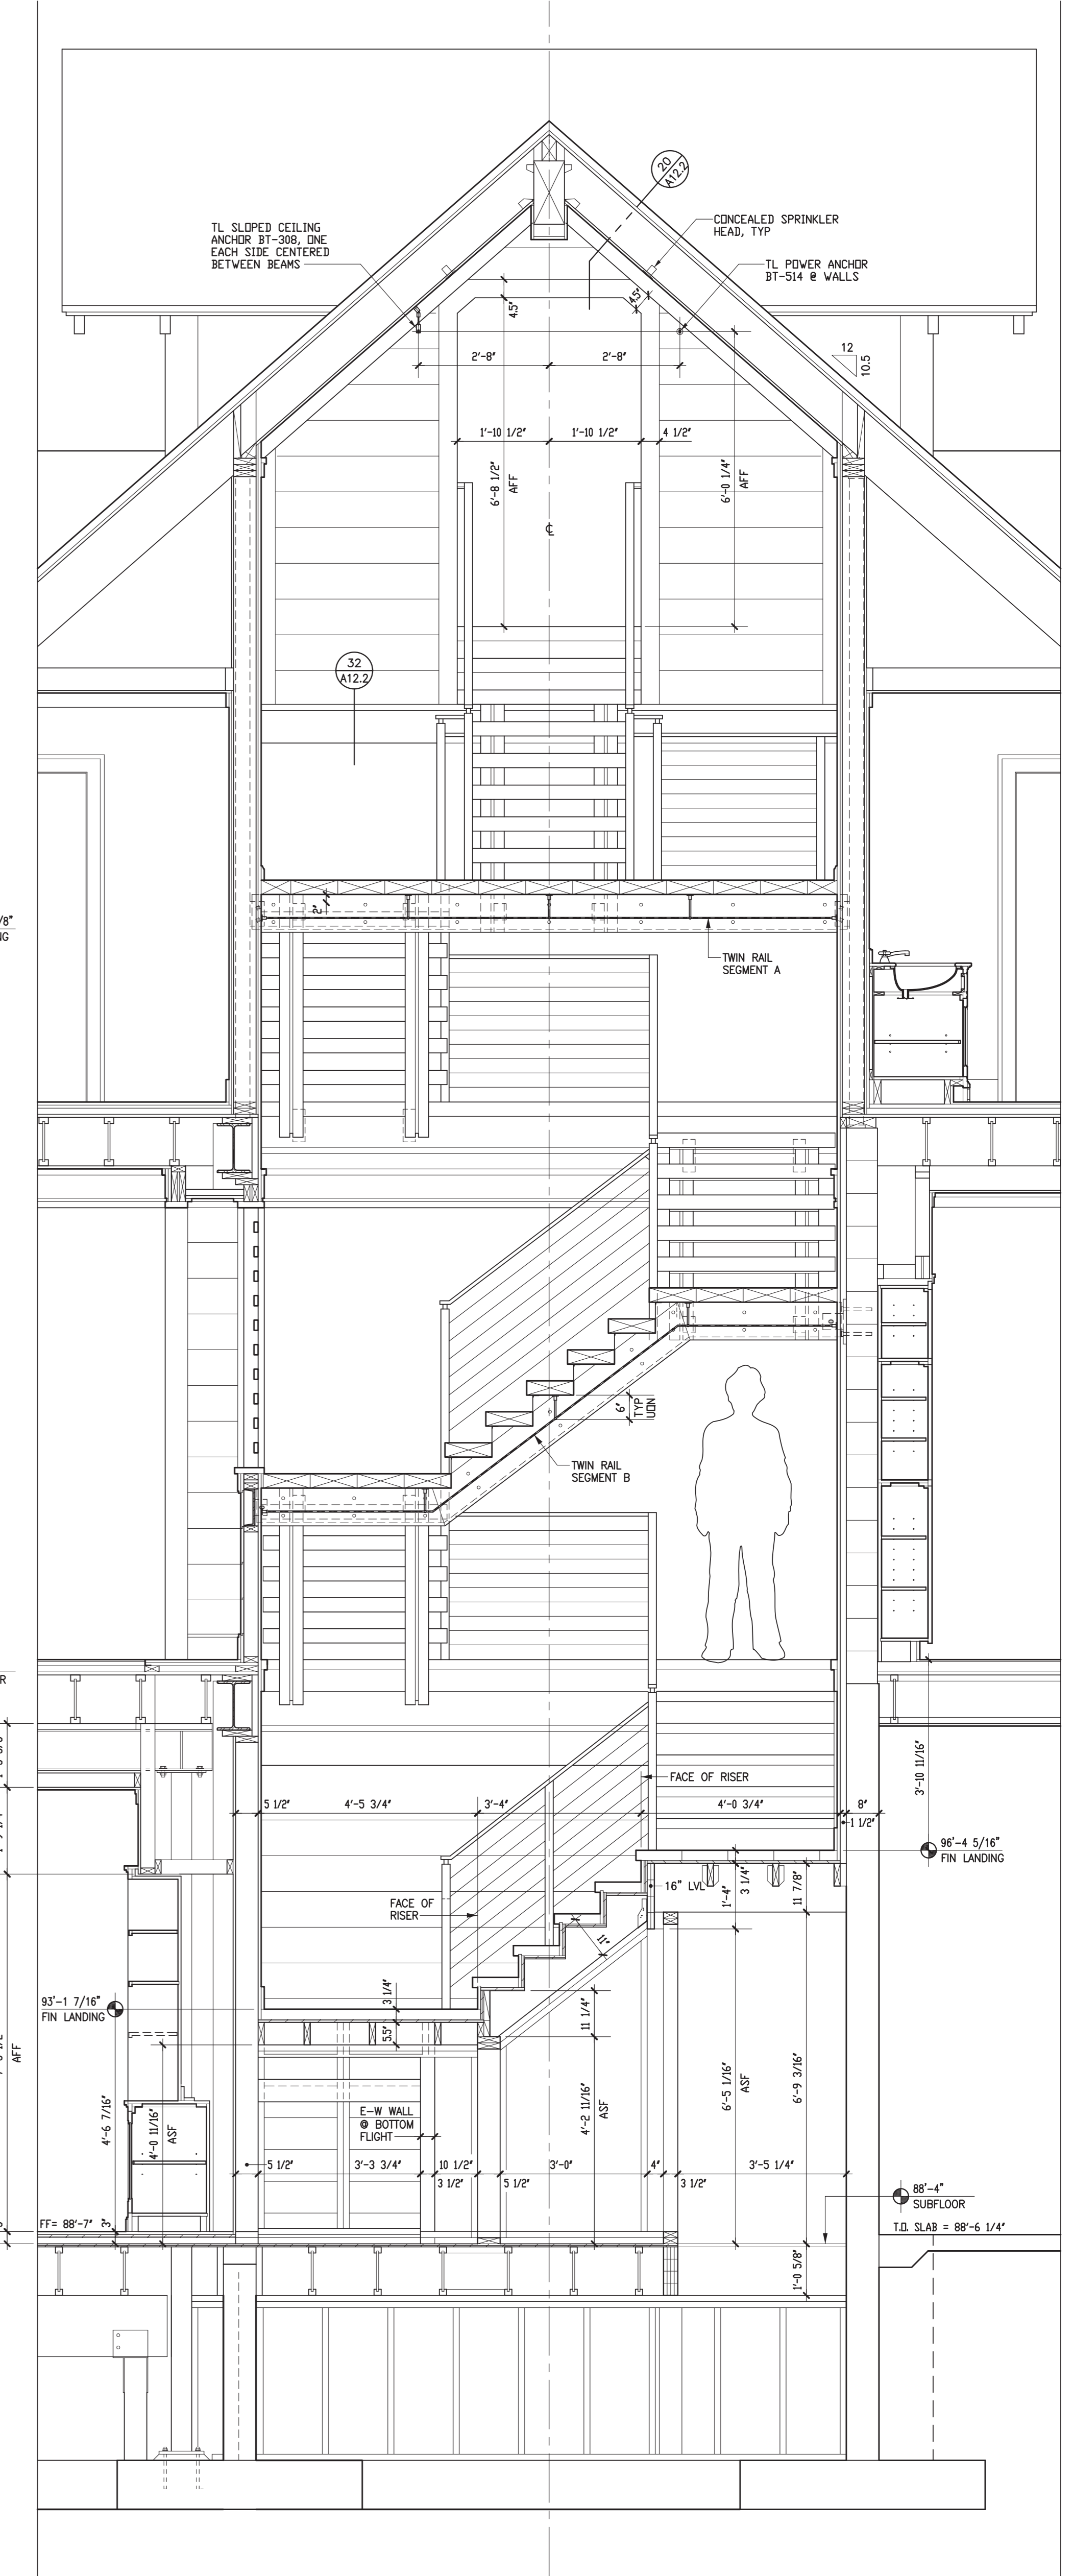 20
A12.2
TL SLOPED CEILING
ANCHOR BT-308, ONE
EACH SIDE CENTERED
BETWEEN BEAMS
CONCEALED SPRINKLER
HEAD, TYP
TL POWER ANCHOR
BT-514 @ WALLS
4.5"
4.5"
12
10.5
2'-8"
2'-8"
1'-10 1/2"
1'-10 1/2"
4 1/2"
6'-8 1/2"
AFF
6'-0 1/4"
AFF
℄
32
A12.2
/8"
NG
2"
TWIN RAIL
SEGMENT A
6"
TYP
UON
TWIN RAIL
SEGMENT B
R
3'-10 11/16"
FACE OF RISER
5 1/2"
4'-5 3/4"
3'-4"
4'-0 3/4"
8"
1 1/2"
96'-4 5/16"
FIN LANDING
16" LVL
1'-4"
3 1/4"
11 7/8"
FACE OF
RISER
11"
93'-1 7/16"
FIN LANDING
3 1/4"
5.5"
11 1/4"
AFF
4'-6 7/16"
4'-0 11/16"
ASF
E-W WALL
@ BOTTOM
FLIGHT
4'-2 11/16"
ASF
6'-5 1/16"
ASF
6'-9 3/16"
5 1/2"
3'-3 3/4"
10 1/2"
3 1/2"
5 1/2"
3'-0"
4"
3 1/2"
3'-5 1/4"
88'-4"
SUBFLOOR
FF= 88'-7"
3"
T.O. SLAB = 88'-6 1/4"
1'-0 5/8"